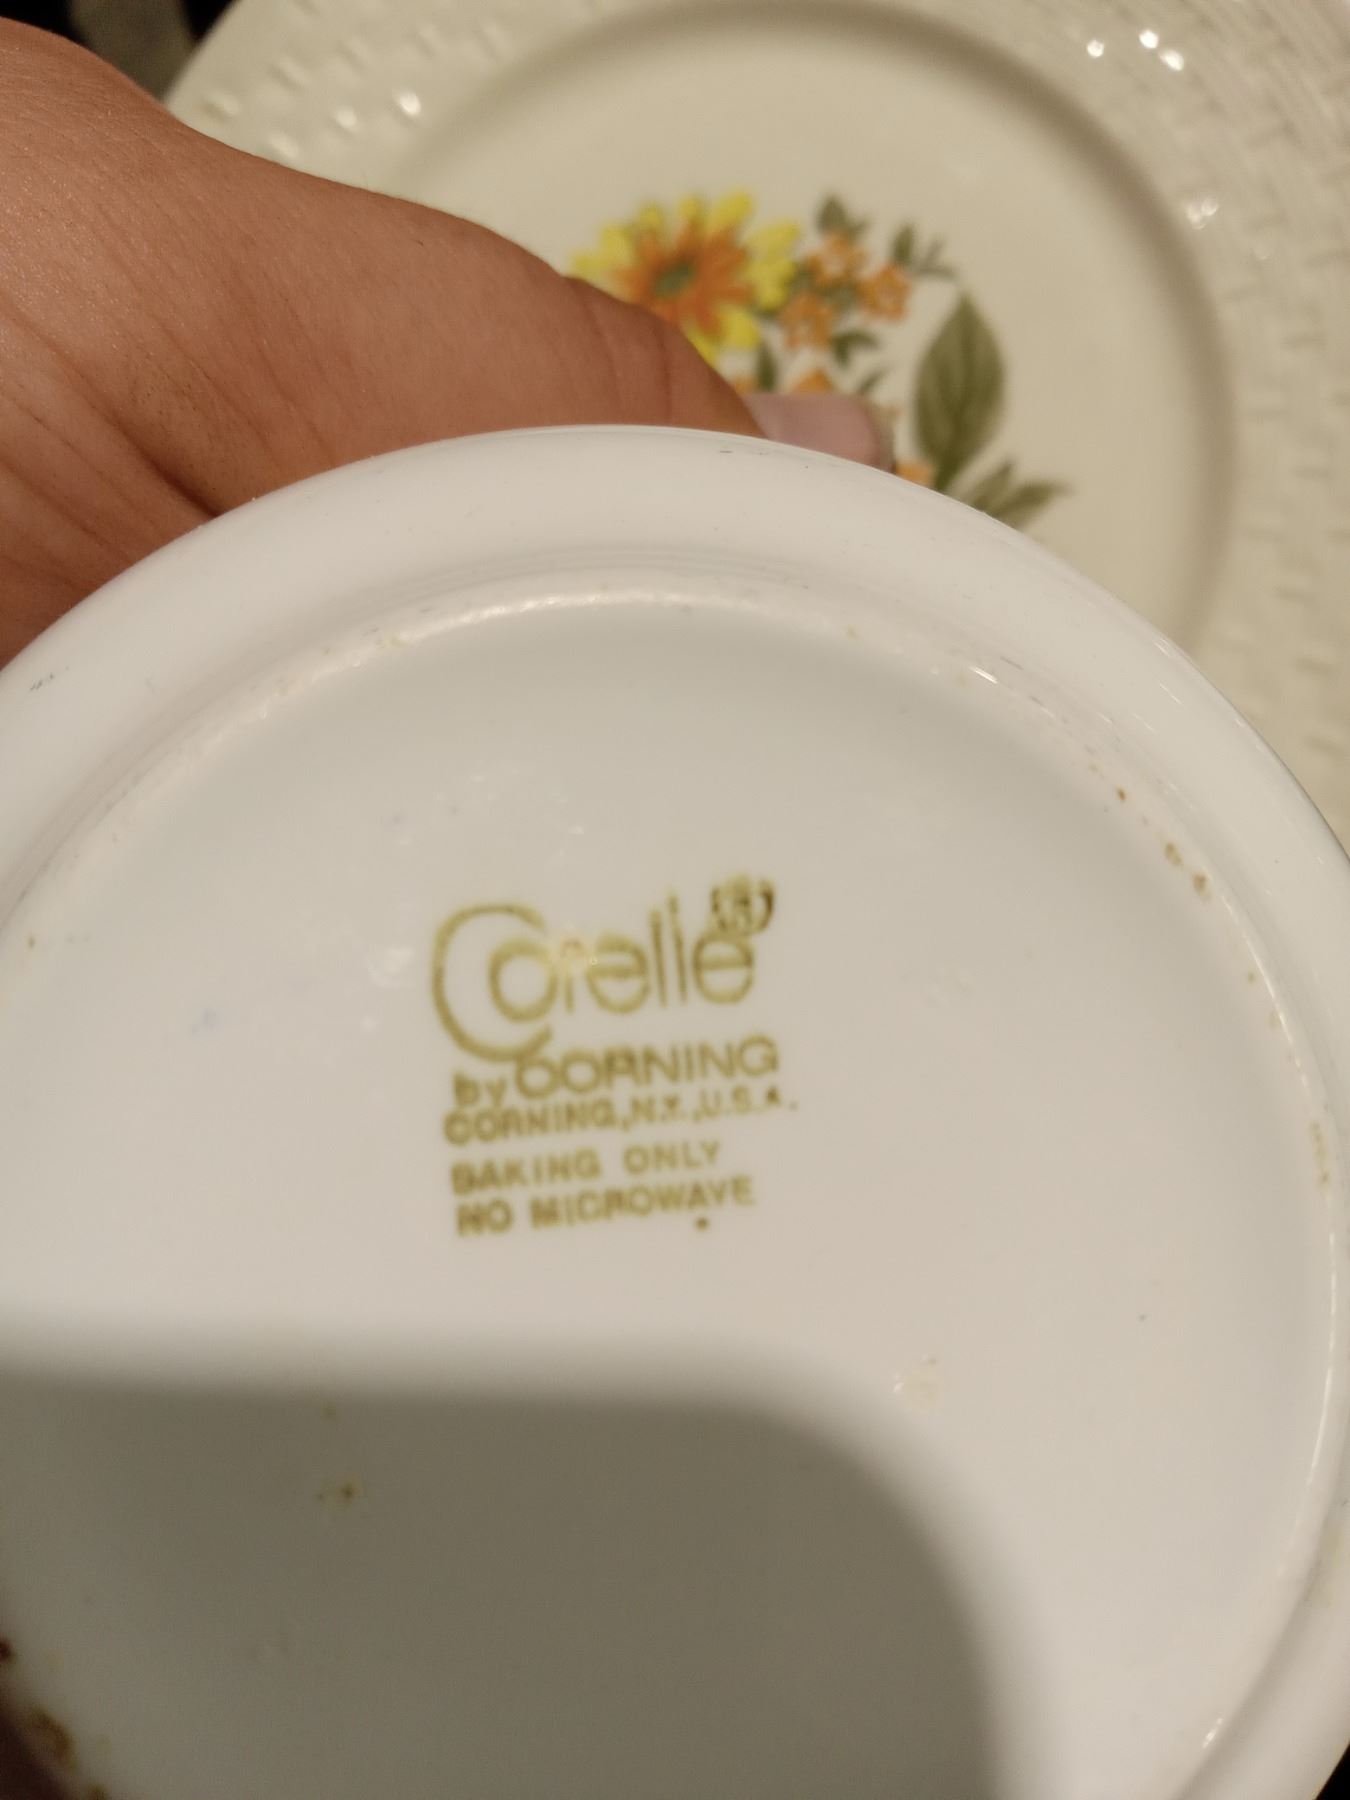 Corelle®
by CORNING
CORNING, N.Y., U.S.A.
BAKING ONLY
NO MICROWAVE